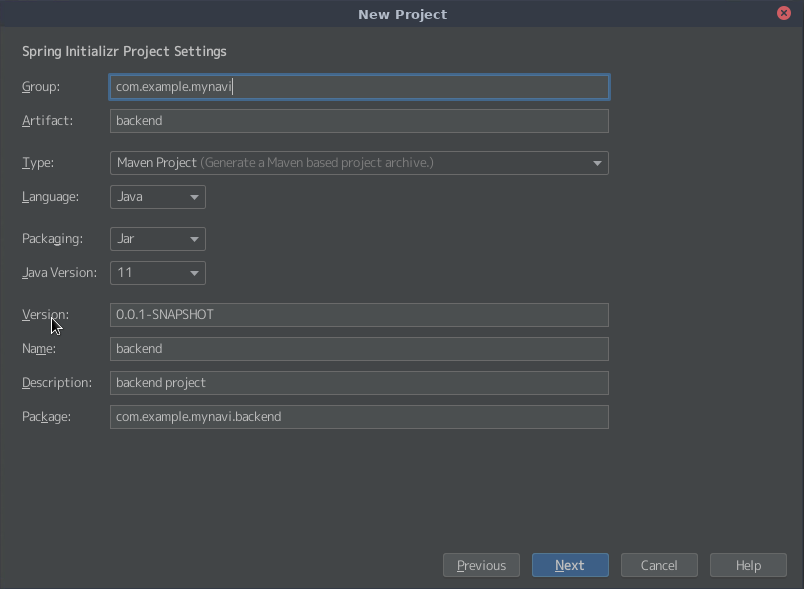 New Project
Spring Initializr Project Settings
Group: com.example.mynavi
Artifact: backend
Type: Maven Project (Generate a Maven based project archive.)
Language: Java
Packaging: Jar
Java Version: 11
Version: 0.0.1-SNAPSHOT
Name: backend
Description: backend project
Package: com.example.mynavi.backend
Previous Next Cancel Help